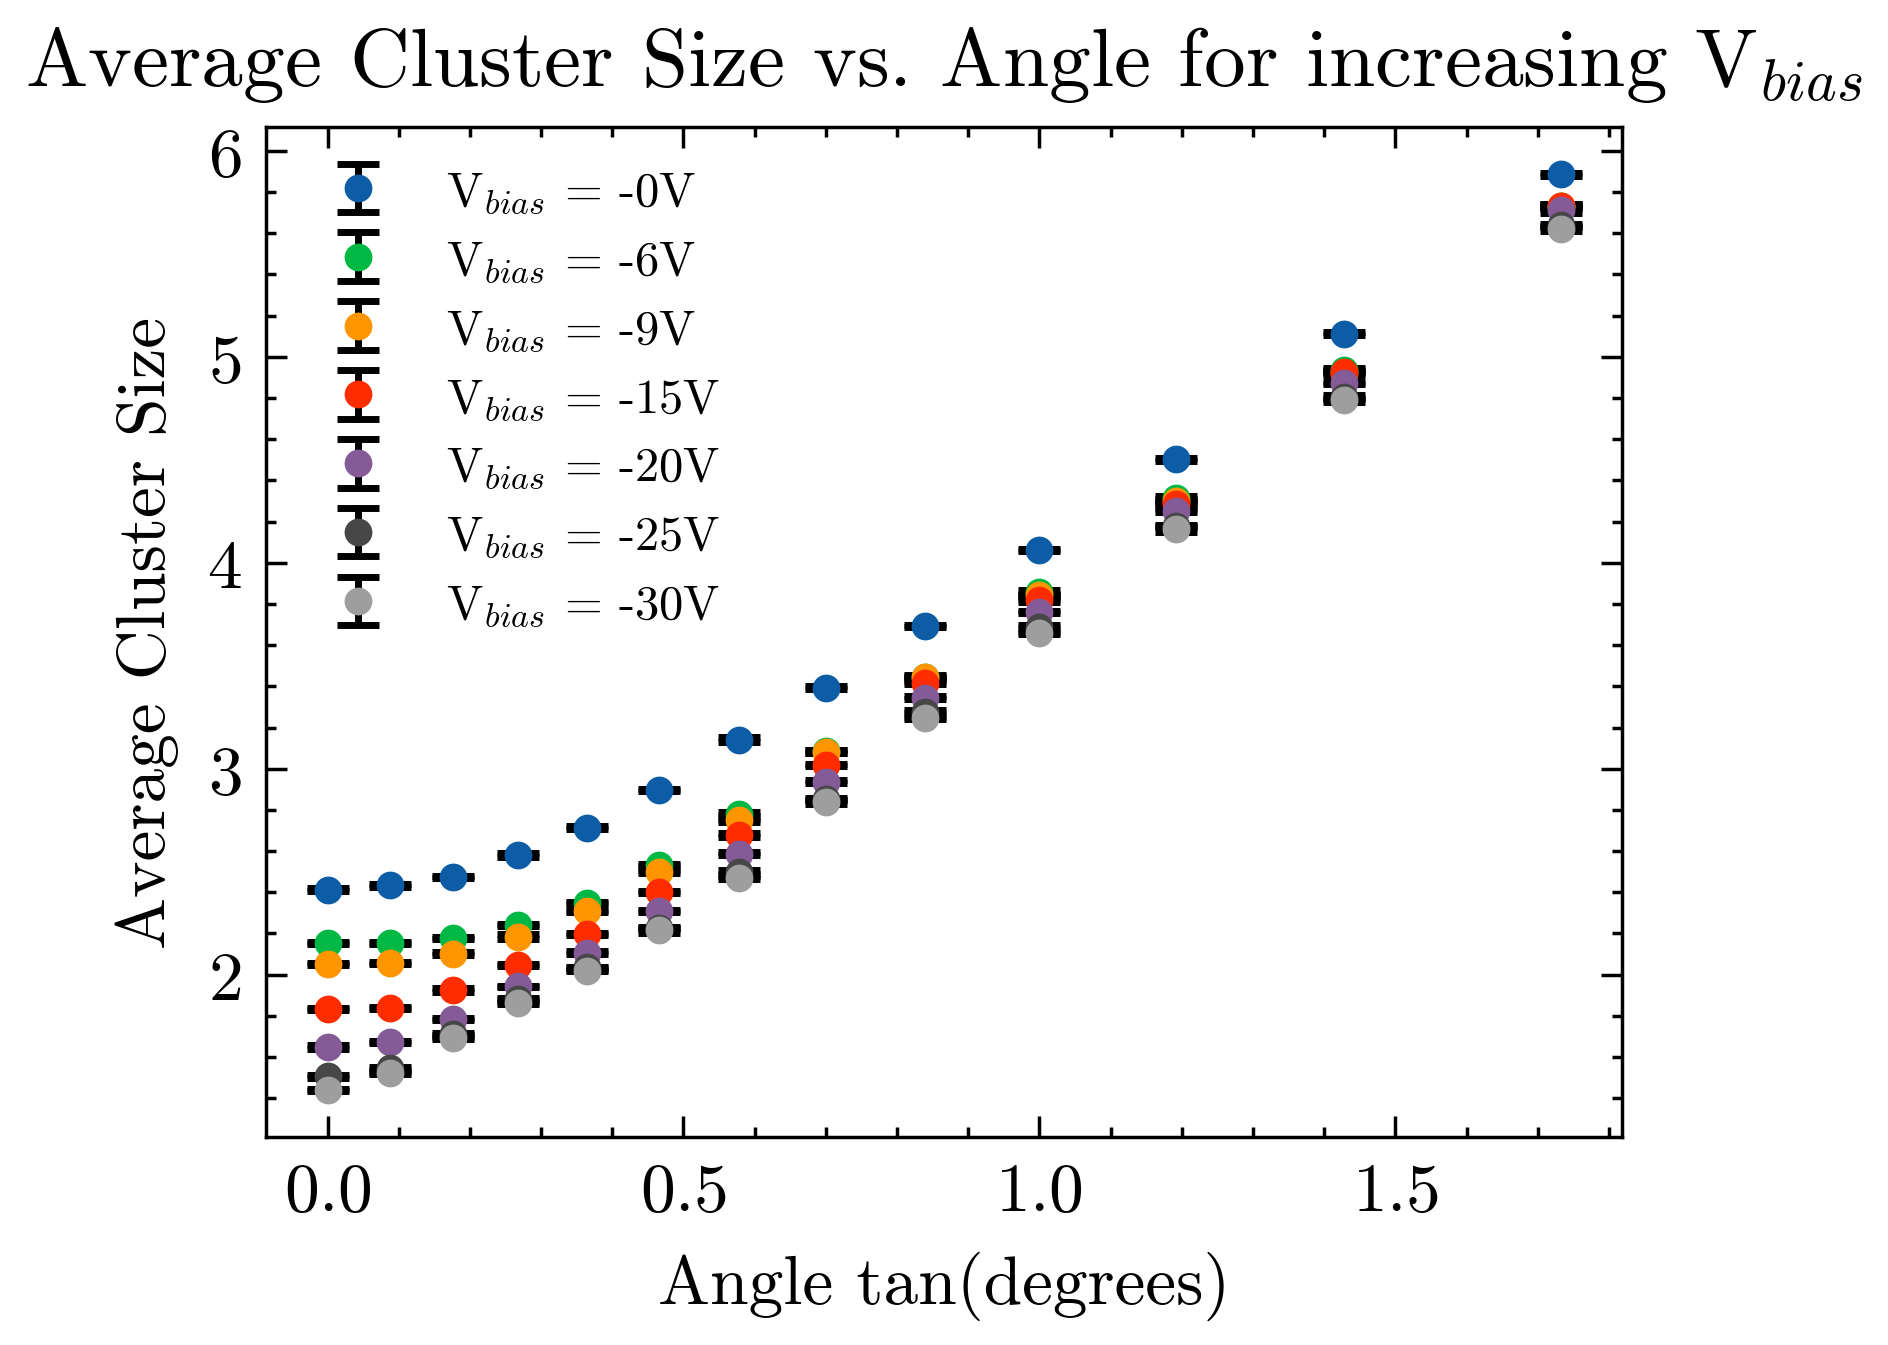 Average Cluster Size vs. Angle for increasing V_bias
6
5
4
3
2
Average Cluster Size
V_bias = -0V
V_bias = -6V
V_bias = -9V
V_bias = -15V
V_bias = -20V
V_bias = -25V
V_bias = -30V
0.0 0.5 1.0 1.5
Angle tan(degrees)